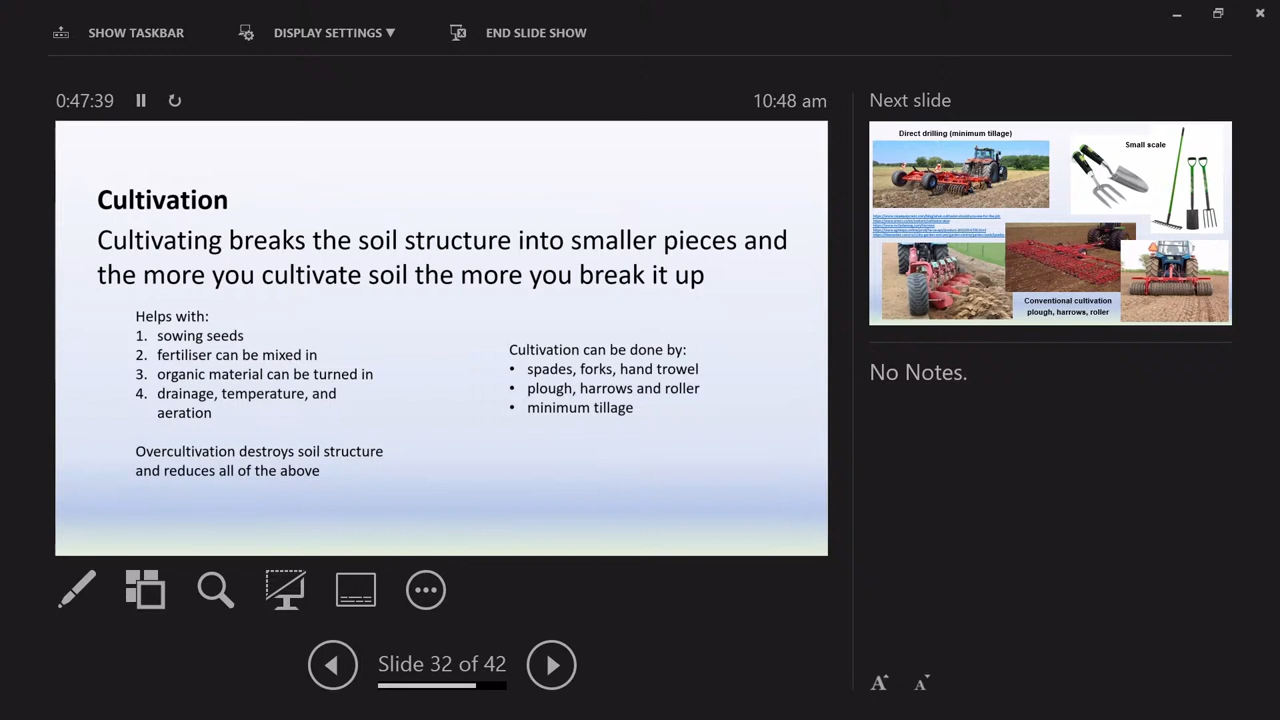 SHOW TASKBAR
DISPLAY SETTINGS ▼
END SLIDE SHOW
0:47:39
10:48 am
Next slide
Cultivation
Cultivating breaks the soil structure into smaller pieces and
the more you cultivate soil the more you break it up
Helps with:
1. sowing seeds
2. fertiliser can be mixed in
3. organic material can be turned in
4. drainage, temperature, and
aeration
Overcultivation destroys soil structure
and reduces all of the above
Cultivation can be done by:
• spades, forks, hand trowel
• plough, harrows and roller
• minimum tillage
Direct drilling (minimum tillage)
Small scale
Conventional cultivation
plough, harrows, roller
No Notes.
Slide 32 of 42
A A